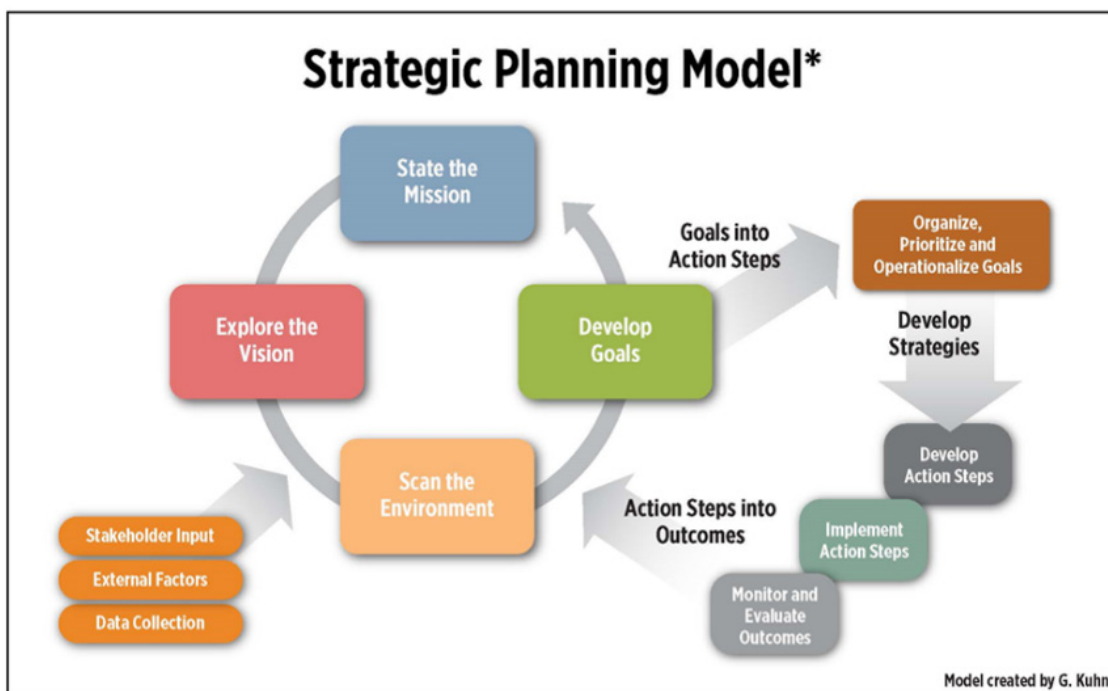 Strategic Planning Model*
State the
Mission
Explore the
Vision
Develop
Goals
Scan the
Environment
Stakeholder Input
External Factors
Data Collection
Goals into
Action Steps
Organize,
Prioritize and
Operationalize Goals
Develop
Strategies
Develop
Action Steps
Implement
Action Steps
Monitor and
Evaluate
Outcomes
Action Steps into
Outcomes
Model created by G. Kuhn